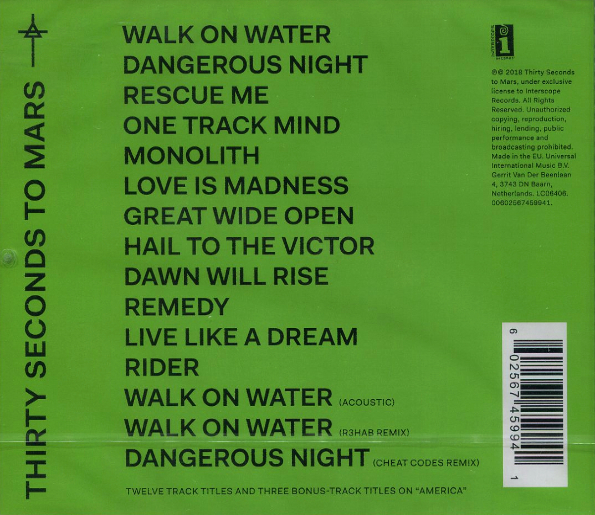 THIRTY SECONDS TO MARS
WALK ON WATER
DANGEROUS NIGHT
RESCUE ME
ONE TRACK MIND
MONOLITH
LOVE IS MADNESS
GREAT WIDE OPEN
HAIL TO THE VICTOR
DAWN WILL RISE
REMEDY
LIVE LIKE A DREAM
RIDER
WALK ON WATER (ACOUSTIC)
WALK ON WATER (R3HAB REMIX)
DANGEROUS NIGHT (CHEAT CODES REMIX)
TWELVE TRACK TITLES AND THREE BONUS-TRACK TITLES ON “AMERICA”
INTERSCOPE
i
RECORDS
℗© 2018 Thirty Seconds
to Mars, under exclusive
license to Interscope
Records. All Rights
Reserved. Unauthorized
copying, reproduction,
hiring, lending, public
performance and
broadcasting prohibited.
Made in the EU. Universal
International Music B.V.
Gerrit Van Der Beenlaan
4, 3743 DN Baarn,
Netherlands. LC06406.
00602567459941.
6 02567 45994 1